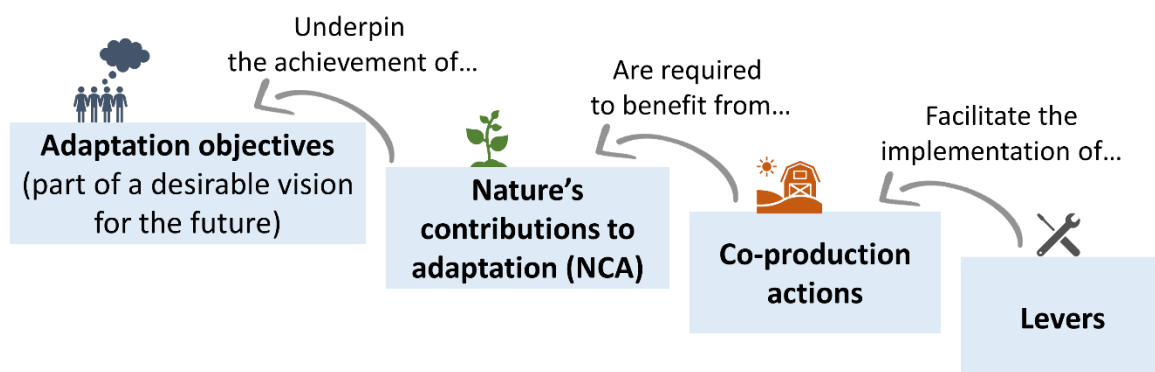 Underpin
the achievement of…
Are required
to benefit from…
Facilitate the
implementation of…
Adaptation objectives
(part of a desirable vision
for the future)
Nature’s
contributions to
adaptation (NCA)
Co-production
actions
Levers